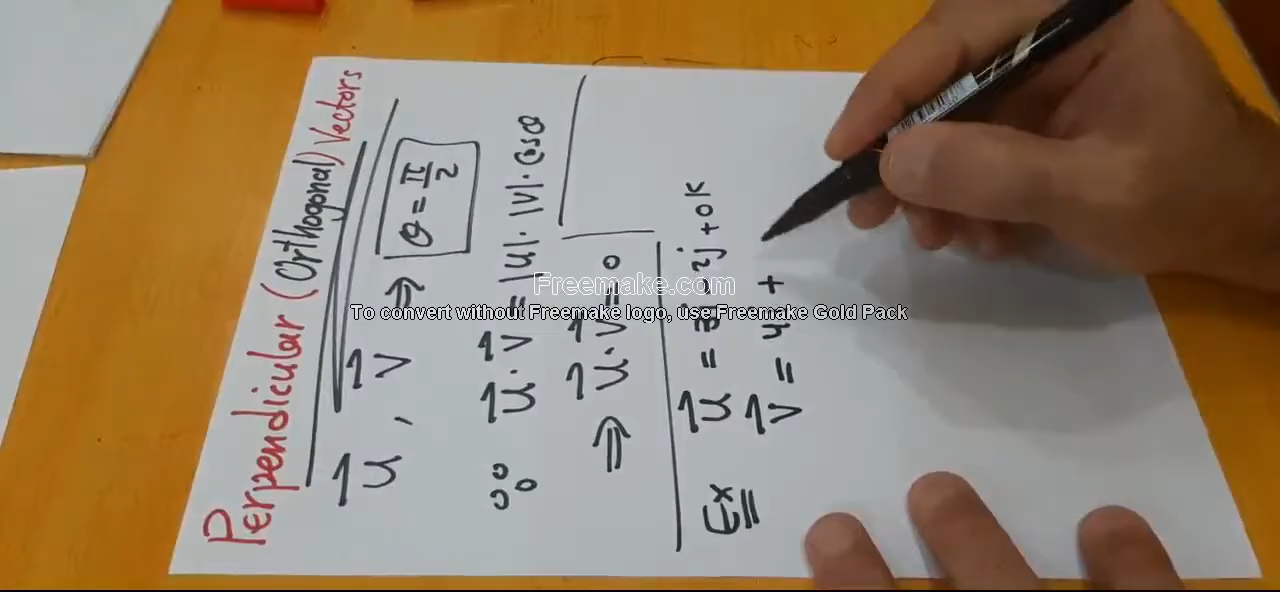 Perpendicular (Orthogonal) Vectors
u⃗ , v⃗ ⇒ θ = π/2
∵ u⃗ · v⃗ = |u| · |v| · cosθ
⇒ u⃗ · v⃗ = 0
Ex u⃗ = 3i - 2j + 0k
v⃗ = 4 +
Freemake.com
To convert without Freemake logo, use Freemake Gold Pack